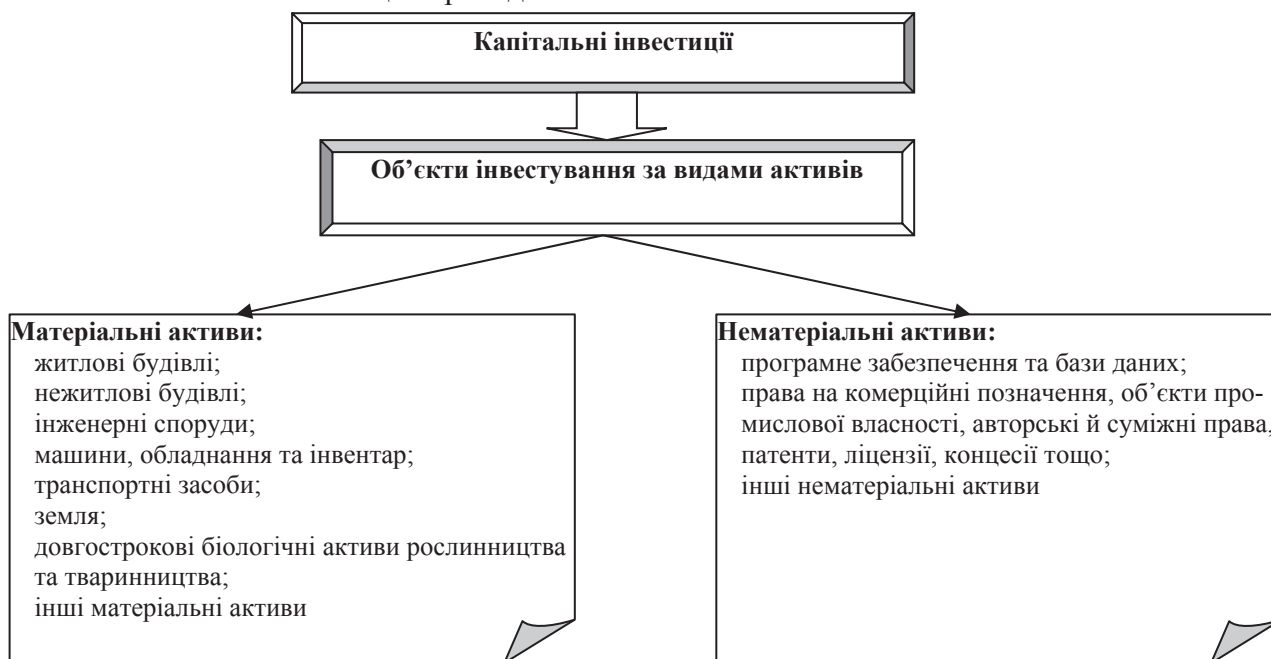 Капітальні інвестиції
Об’єкти інвестування за видами активів
Матеріальні активи:
житлові будівлі;
нежитлові будівлі;
інженерні споруди;
машини, обладнання та інвентар;
транспортні засоби;
земля;
довгострокові біологічні активи рослинництва
та тваринництва;
інші матеріальні активи
Нематеріальні активи:
програмне забезпечення та бази даних;
права на комерційні позначення, об’єкти про-
мислової власності, авторські й суміжні права,
патенти, ліцензії, концесії тощо;
інші нематеріальні активи